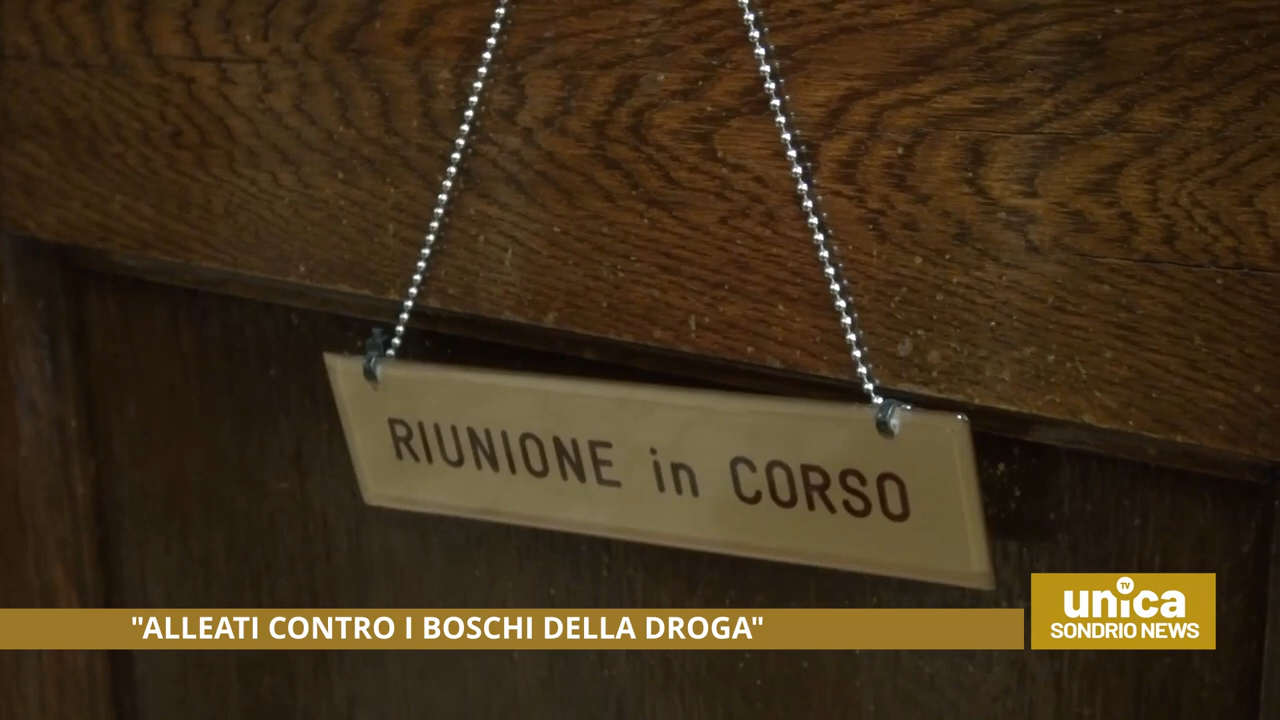 RIUNIONE in CORSO
"ALLEATI CONTRO I BOSCHI DELLA DROGA"
TV
unica
SONDRIO NEWS